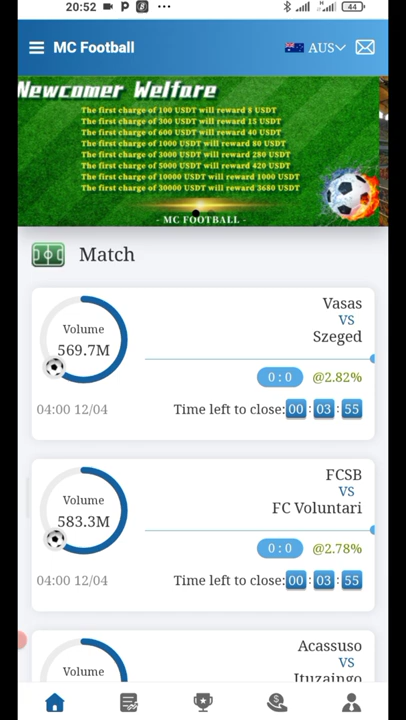 20:52
44
MC Football
AUS
Newcomer Welfare
The first charge of 100 USDT will reward 8 USDT
The first charge of 300 USDT will reward 15 USDT
The first charge of 600 USDT will reward 40 USDT
The first charge of 1000 USDT will reward 80 USDT
The first charge of 3000 USDT will reward 280 USDT
The first charge of 5000 USDT will reward 420 USDT
The first charge of 10000 USDT will reward 1000 USDT
The first charge of 30000 USDT will reward 3680 USDT
- MC FOOTBALL -
Match
Vasas
Volume
VS
569.7M
Szeged
0 : 0 @2.82%
04:00 12/04
Time left to close: 00 : 03 : 55
FCSB
Volume
VS
583.3M
FC Voluntari
0 : 0 @2.78%
04:00 12/04
Time left to close: 00 : 03 : 55
Acassuso
Volume
VS
Ituzaingo